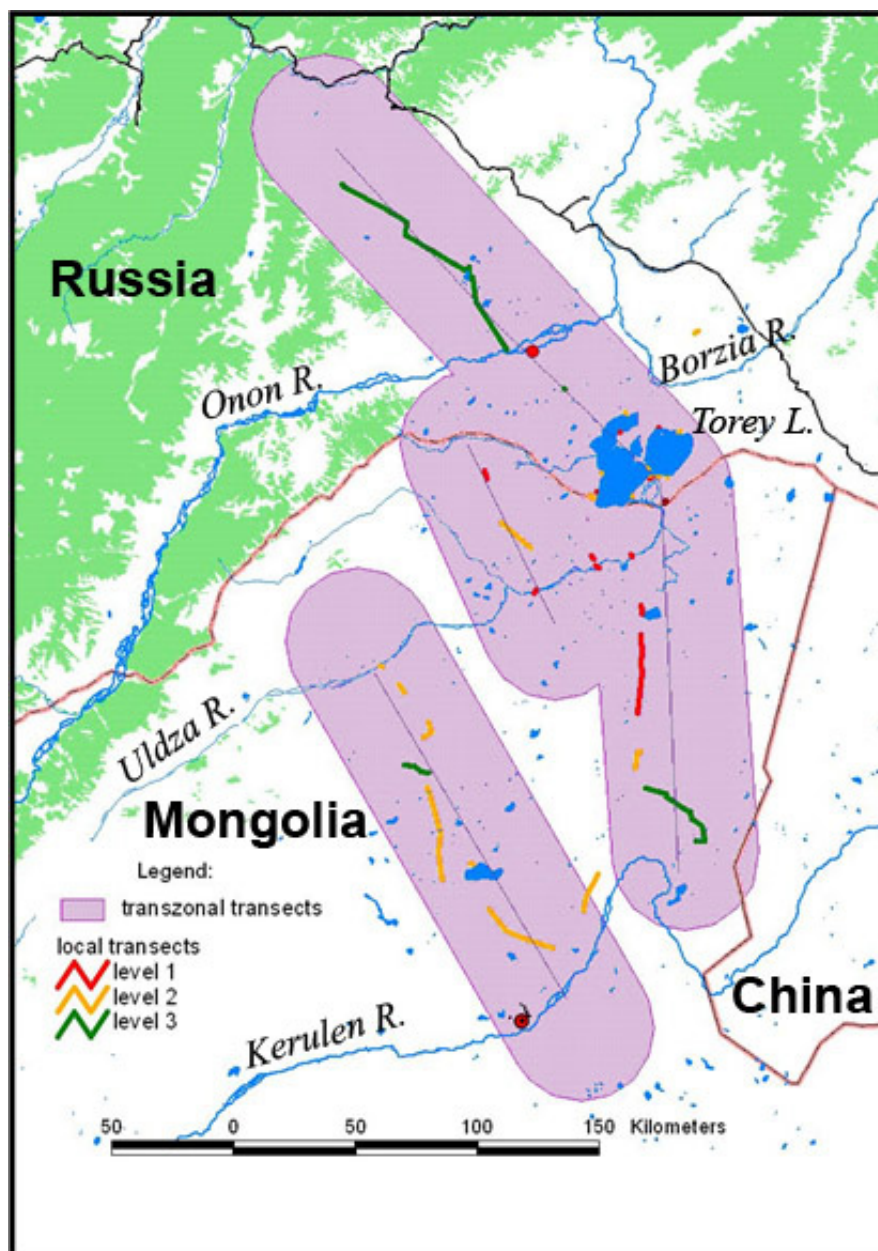 Russia
Onon R.
Borzia R.
Torey L.
Uldza R.
Mongolia
Legend:
transzonal transects
local transects
level 1
level 2
level 3
China
Kerulen R.
50 0 50 100 150 Kilometers